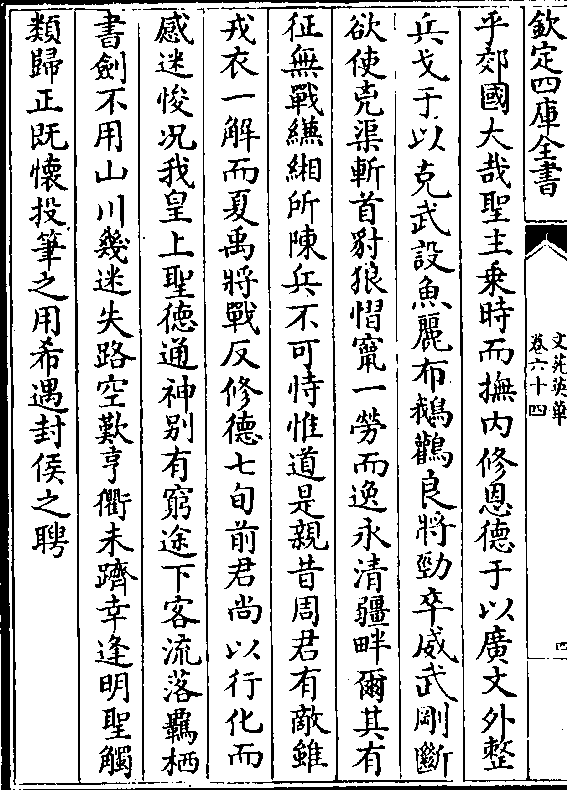 欽定四庫全書
文苑英華
卷六十四
四
乎郊國大哉聖主乗時而撫内修恩德于以廣文外整
兵戈于以克武設魚麗布鵝鸛良將勁卒威武剛斷
欲使兇渠斬首豺狼慴竄一勞而逸永清疆畔爾其有
征無戰緗所陳兵不可恃惟道是親昔周君有敵雖
戎衣一解而夏禹將戰反修德七旬前君尚以行化而
感迷悛况我皇上聖德通神别有窮途下客流落羈栖
書劍不用山川幾迷失路空歎亨衢未躋幸逢明聖觸
類歸正既懷投筆之用希遇封侯之聘